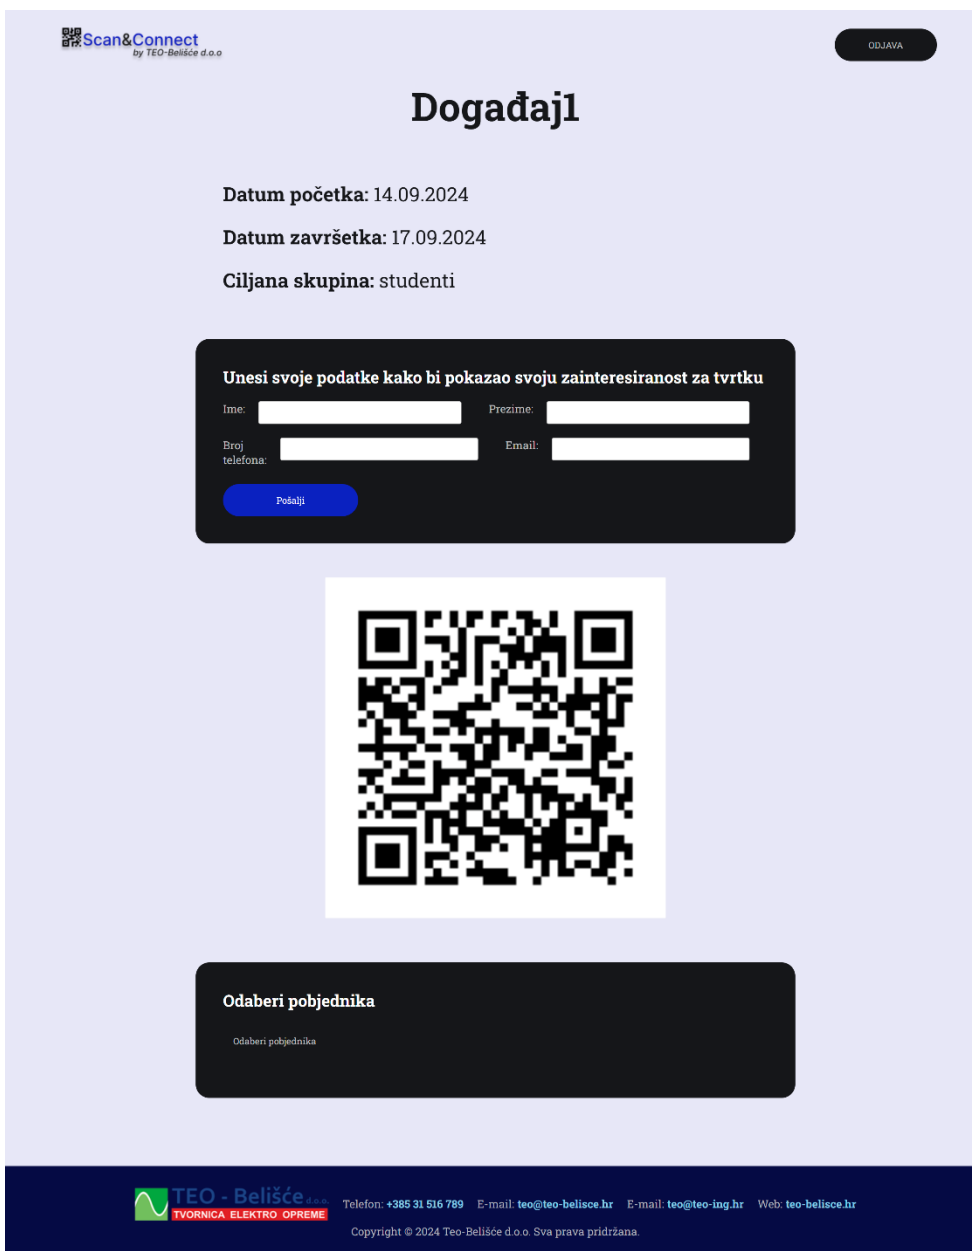 Scan&Connect
by TEO-Belišće d.o.o
ODJAVA
Događaj1
Datum početka: 14.09.2024
Datum završetka: 17.09.2024
Ciljana skupina: studenti
Unesi svoje podatke kako bi pokazao svoju zainteresiranost za tvrtku
Ime:
Prezime:
Broj
telefona:
Email:
Pošalji
Odaberi pobjednika
Odaberi pobjednika
TEO - Belišće d.o.o.
TVORNICA ELEKTRO OPREME
Telefon: +385 31 516 789 E-mail: teo@teo-belisce.hr E-mail: teo@teo-ing.hr Web: teo-belisce.hr
Copyright © 2024 Teo-Belišće d.o.o. Sva prava pridržana.